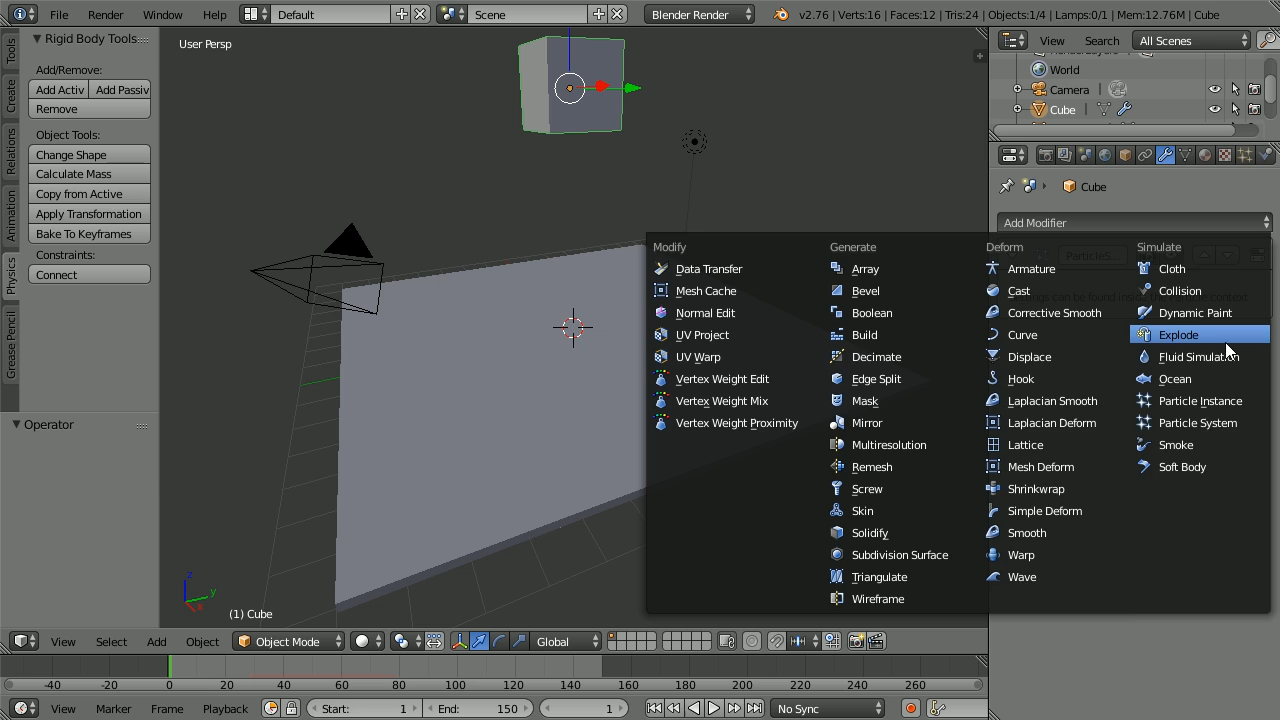 File Render Window Help Default Scene Blender Render v2.76 | Verts:16 | Faces:12 | Tris:24 | Objects:1/4 | Lamps:0/1 | Mem:12.76M | Cube
Rigid Body Tools
Add/Remove:
Add Activ Add Passiv
Remove
Object Tools:
Change Shape
Calculate Mass
Copy from Active
Apply Transformation
Bake To Keyframes
Constraints:
Connect
Operator
Tools
Create
Relations
Animation
Physics
Grease Pencil
User Persp
(1) Cube
z
y
x
View Search All Scenes
World
Camera
Cube
Cube
Add Modifier
Modify
Data Transfer
Mesh Cache
Normal Edit
UV Project
UV Warp
Vertex Weight Edit
Vertex Weight Mix
Vertex Weight Proximity
Generate
Array
Bevel
Boolean
Build
Decimate
Edge Split
Mask
Mirror
Multiresolution
Remesh
Screw
Skin
Solidify
Subdivision Surface
Triangulate
Wireframe
Deform
Armature
Cast
Corrective Smooth
Curve
Displace
Hook
Laplacian Smooth
Laplacian Deform
Lattice
Mesh Deform
Shrinkwrap
Simple Deform
Smooth
Warp
Wave
Simulate
Cloth
Collision
Dynamic Paint
Explode
Fluid Simulation
Ocean
Particle Instance
Particle System
Smoke
Soft Body
View Select Add Object Object Mode Global
-40 -20 0 20 40 60 80 100 120 140 160 180 200 220 240 260
View Marker Frame Playback Start: 1 End: 150 1 No Sync